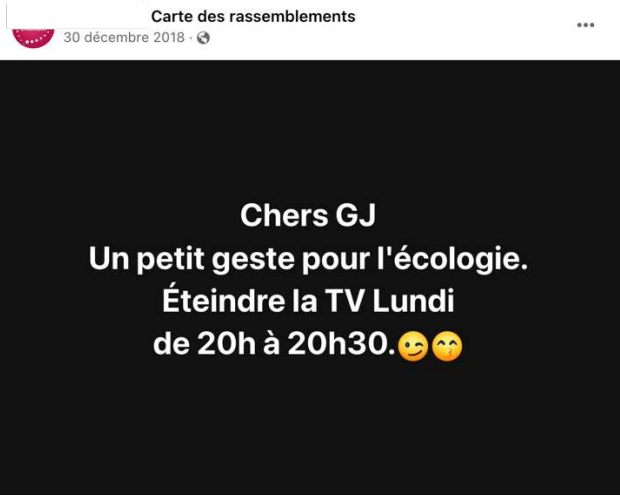 Carte des rassemblements
30 décembre 2018 ·
Chers GJ
Un petit geste pour l'écologie.
Éteindre la TV Lundi
de 20h à 20h30.😉😙